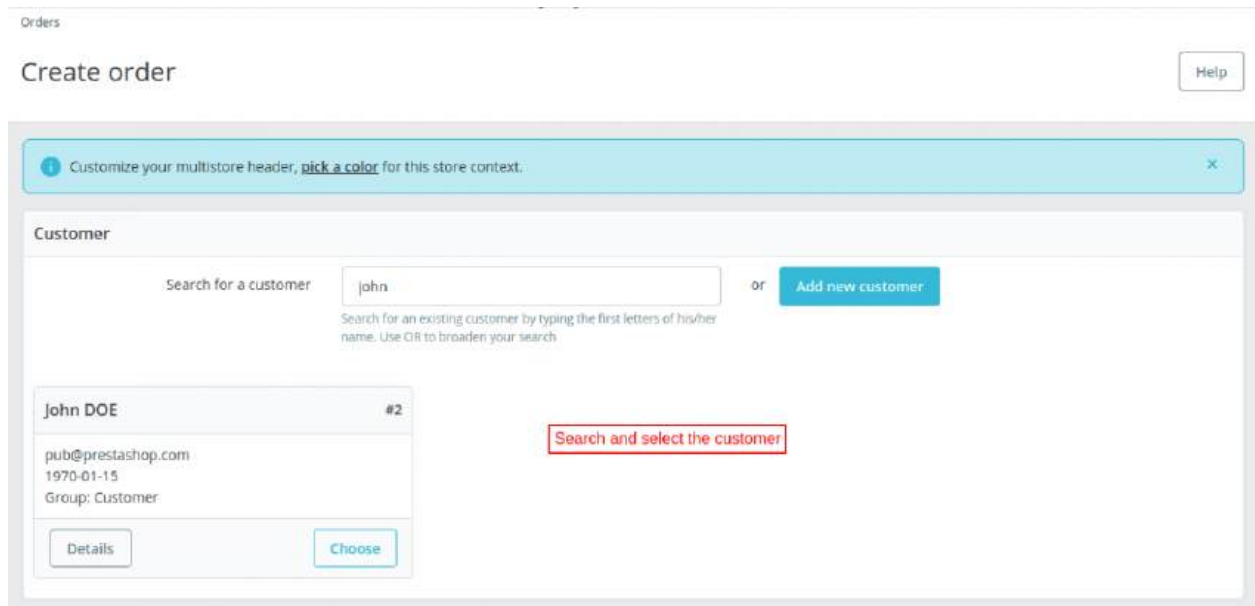 Orders
Create order
Help
Customize your multistore header, pick a color for this store context.
×
Customer
Search for a customer
john
or
Add new customer
Search for an existing customer by typing the first letters of his/her
name. Use OR to broaden your search
John DOE #2
pub@prestashop.com
1970-01-15
Group: Customer
Search and select the customer
Details
Choose